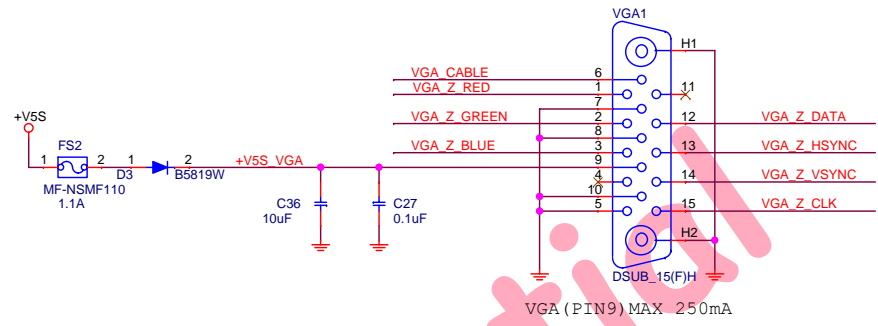 VGA1
H1
VGA_CABLE 6
VGA_Z_RED 1 11
7
+V5S VGA_Z_GREEN 2 12 VGA_Z_DATA
8
FS2 VGA_Z_BLUE 3 13 VGA_Z_HSYNC
1 2 1 2 +V5S_VGA 9
D3 B5819W 4 14 VGA_Z_VSYNC
MF-NSMF110
1.1A
10
C36 C27 5 15 VGA_Z_CLK
10uF 0.1uF
H2
DSUB_15(F)H
VGA(PIN9)MAX 250mA
tial